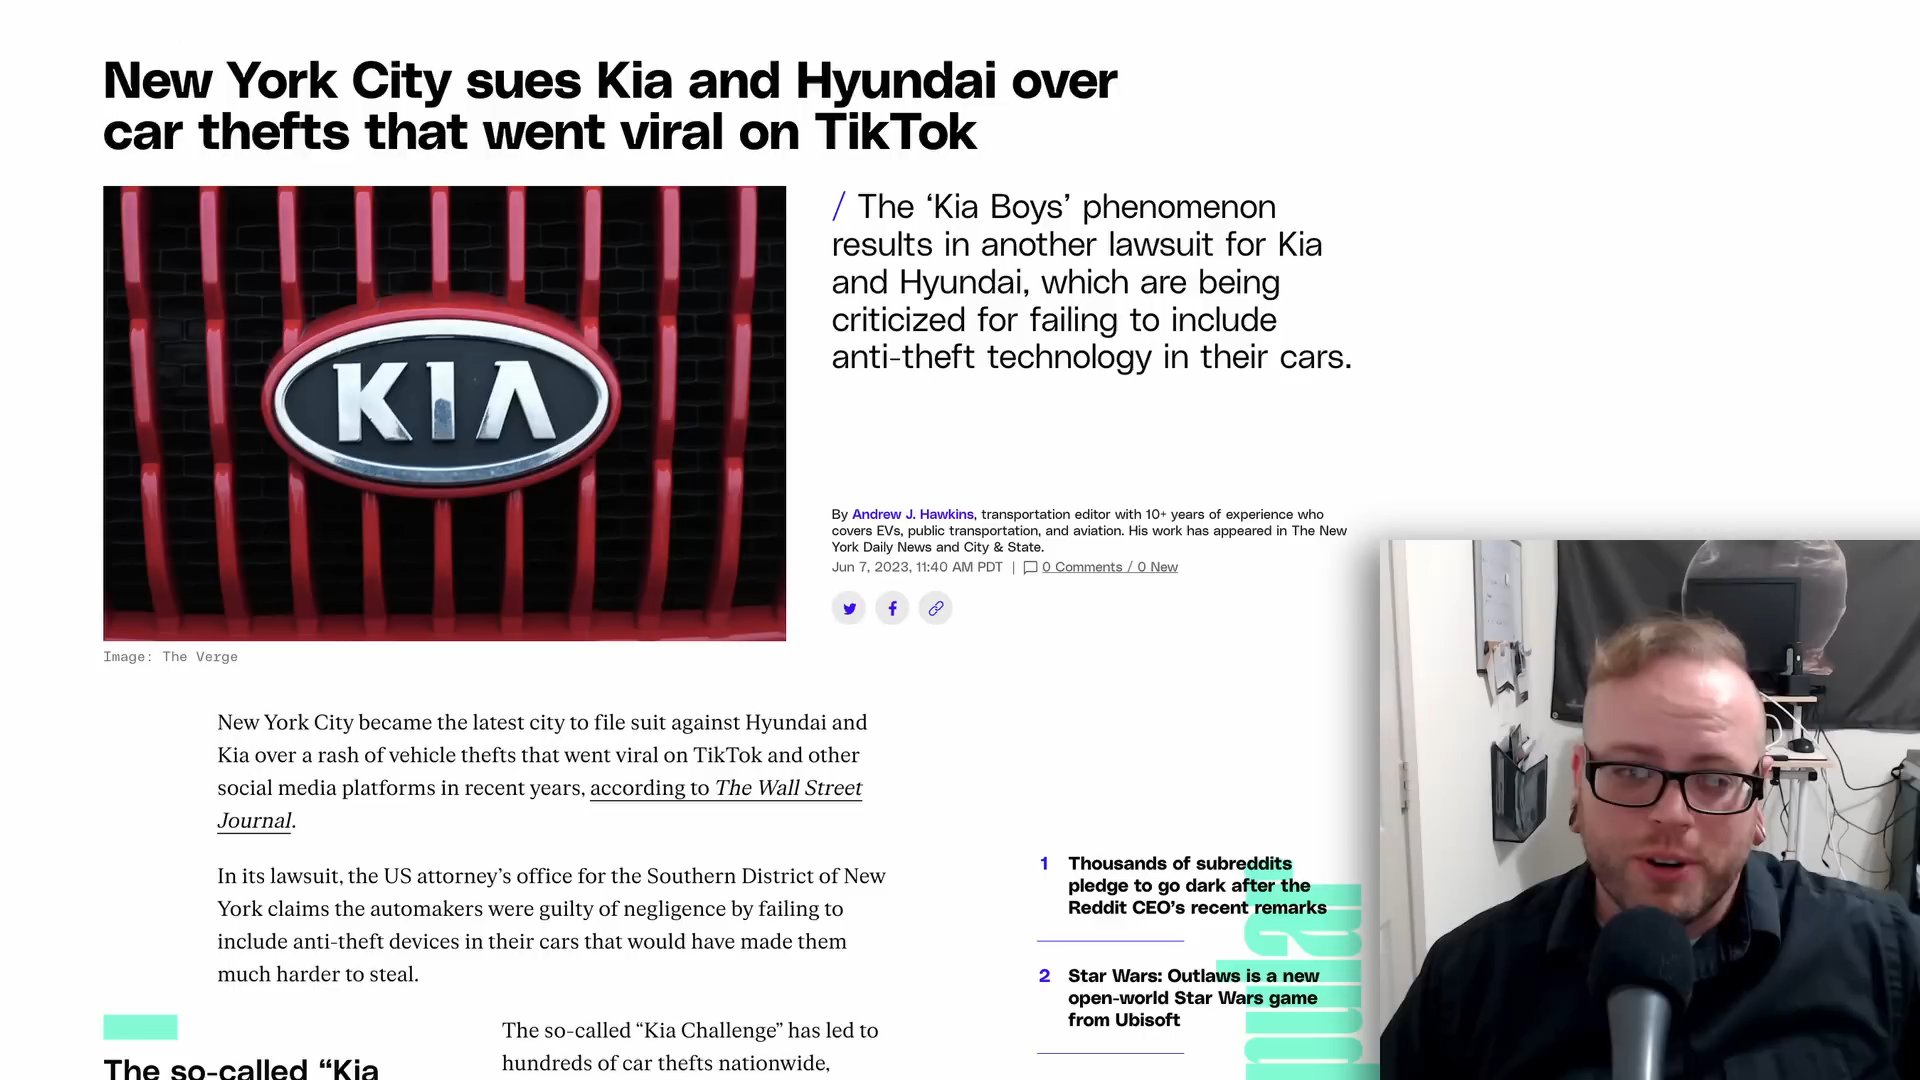 New York City sues Kia and Hyundai over
car thefts that went viral on TikTok
KIA
/ The ‘Kia Boys’ phenomenon
results in another lawsuit for Kia
and Hyundai, which are being
criticized for failing to include
anti-theft technology in their cars.
By Andrew J. Hawkins, transportation editor with 10+ years of experience who
covers EVs, public transportation, and aviation. His work has appeared in The New
York Daily News and City & State.
Jun 7, 2023, 11:40 AM PDT | 0 Comments / 0 New
Image: The Verge
New York City became the latest city to file suit against Hyundai and
Kia over a rash of vehicle thefts that went viral on TikTok and other
social media platforms in recent years, according to The Wall Street
Journal.
In its lawsuit, the US attorney’s office for the Southern District of New
York claims the automakers were guilty of negligence by failing to
include anti-theft devices in their cars that would have made them
much harder to steal.
The so-called “Kia
The so-called “Kia Challenge” has led to
hundreds of car thefts nationwide,
1 Thousands of subreddits
pledge to go dark after the
Reddit CEO’s recent remarks
2 Star Wars: Outlaws is a new
open-world Star Wars game
from Ubisoft